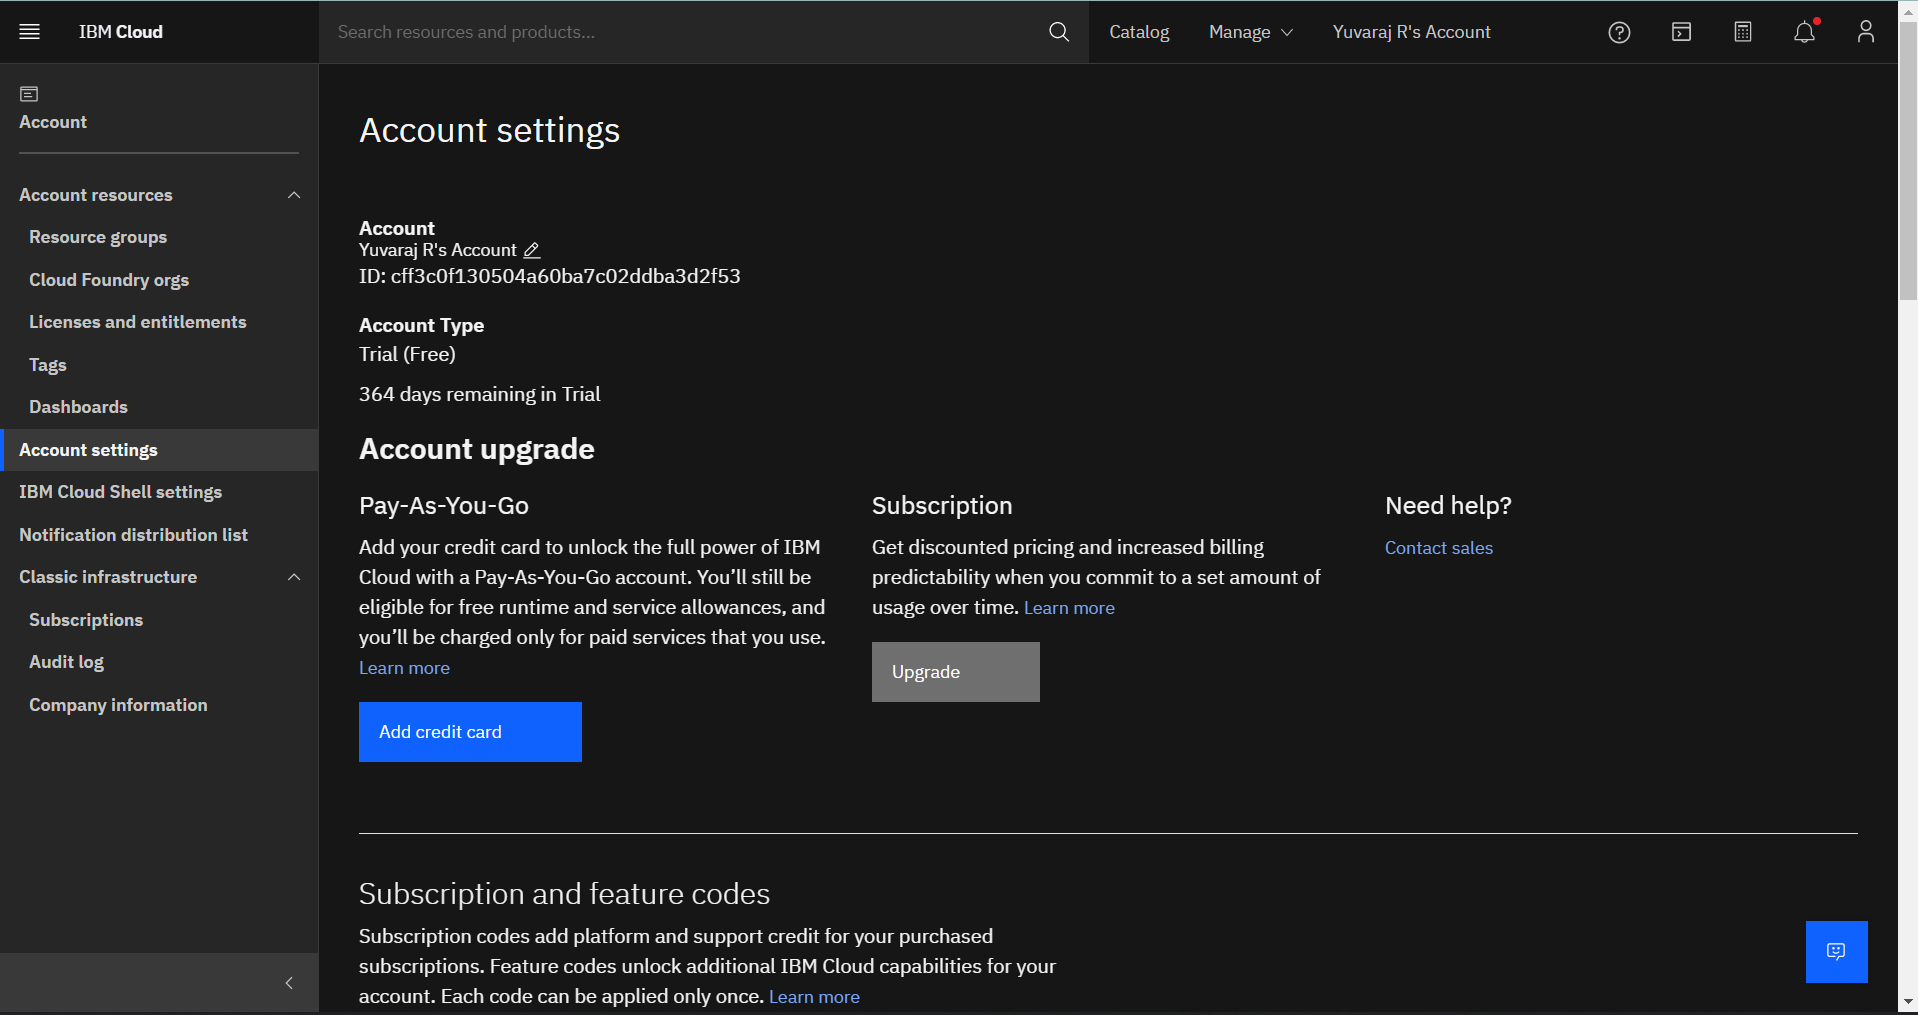 IBM Cloud
Search resources and products...
Catalog
Manage
Yuvaraj R's Account
Account
Account resources
Resource groups
Cloud Foundry orgs
Licenses and entitlements
Tags
Dashboards
Account settings
IBM Cloud Shell settings
Notification distribution list
Classic infrastructure
Subscriptions
Audit log
Company information
Account settings
Account
Yuvaraj R's Account
ID: cff3c0f130504a60ba7c02ddba3d2f53
Account Type
Trial (Free)
364 days remaining in Trial
Account upgrade
Pay-As-You-Go
Add your credit card to unlock the full power of IBM
Cloud with a Pay-As-You-Go account. You’ll still be
eligible for free runtime and service allowances, and
you’ll be charged only for paid services that you use.
Learn more
Add credit card
Subscription
Get discounted pricing and increased billing
predictability when you commit to a set amount of
usage over time. Learn more
Upgrade
Need help?
Contact sales
Subscription and feature codes
Subscription codes add platform and support credit for your purchased
subscriptions. Feature codes unlock additional IBM Cloud capabilities for your
account. Each code can be applied only once. Learn more